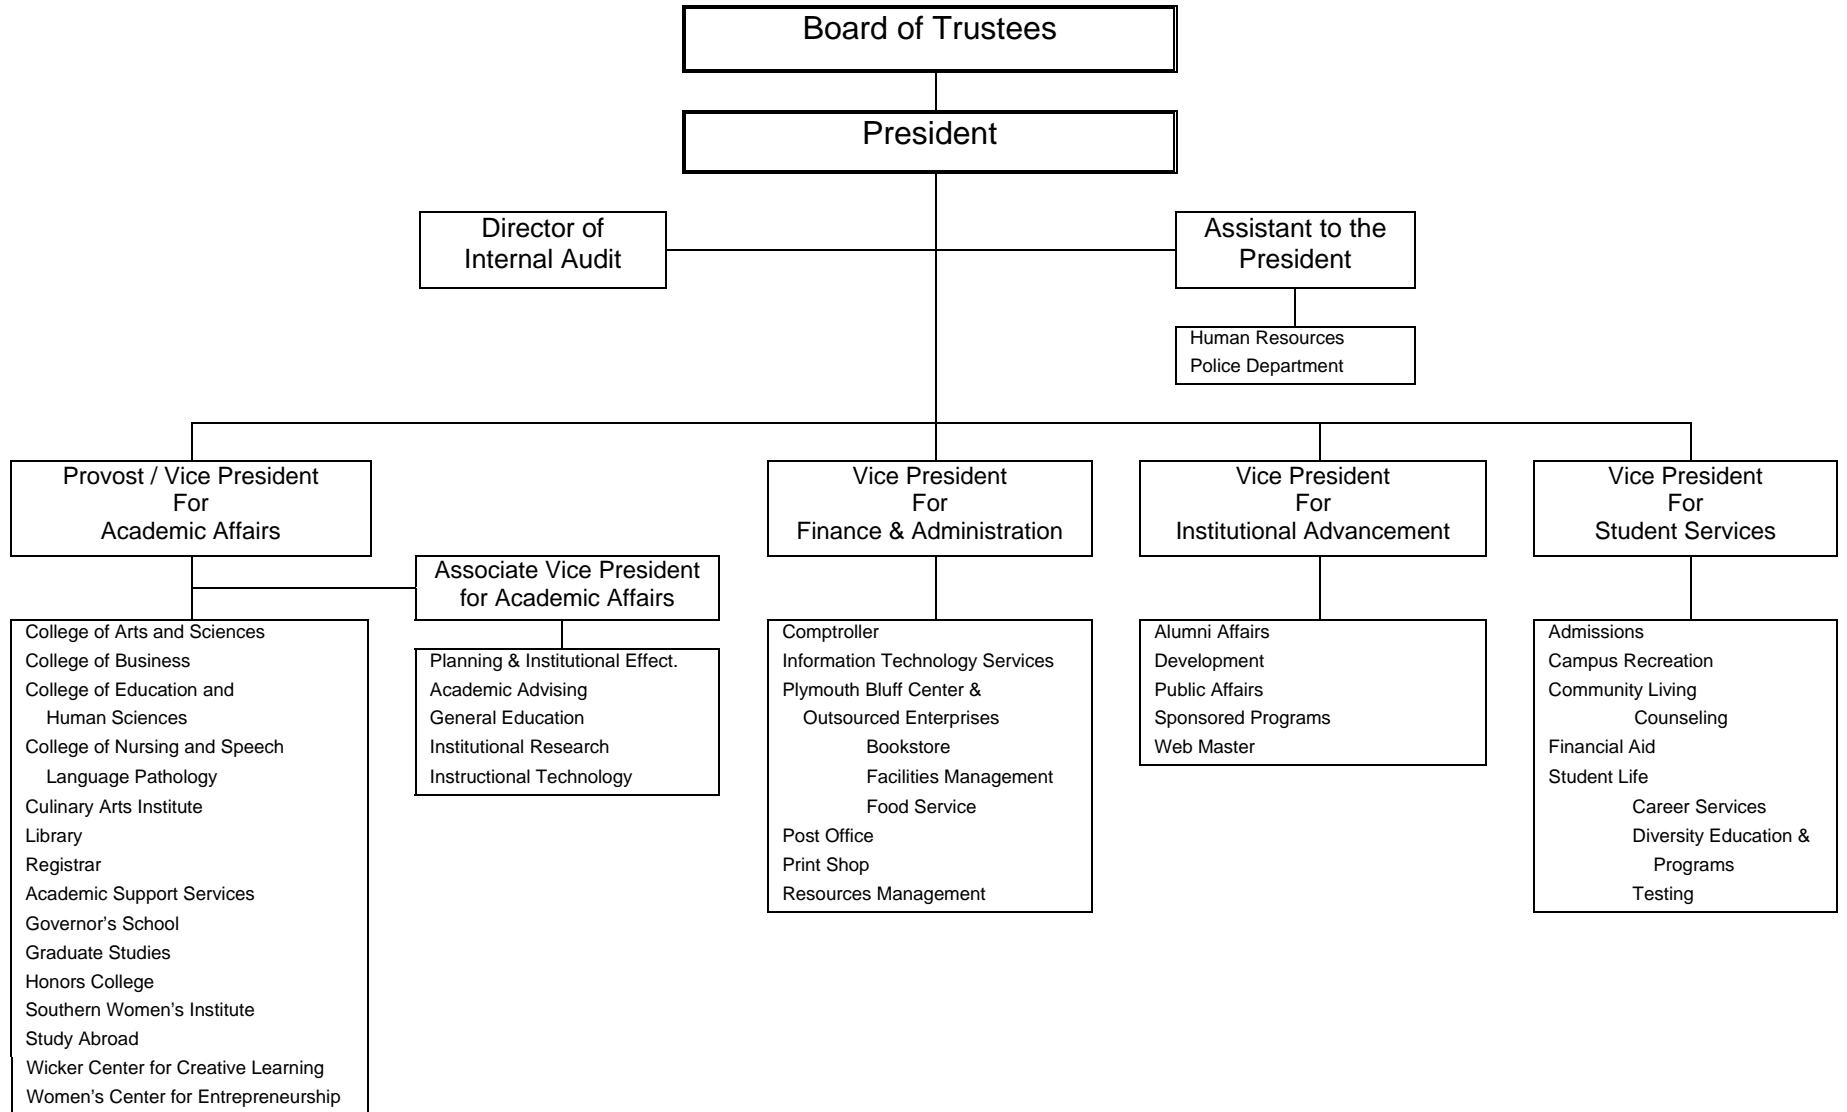 Board of Trustees
President
Director of
Internal Audit
Assistant to the
President
Human Resources
Police Department
Provost / Vice President
For
Academic Affairs
Vice President
For
Finance & Administration
Vice President
For
Institutional Advancement
Vice President
For
Student Services
Associate Vice President
for Academic Affairs
College of Arts and Sciences
College of Business
College of Education and
Human Sciences
College of Nursing and Speech
Language Pathology
Culinary Arts Institute
Library
Registrar
Academic Support Services
Governor’s School
Graduate Studies
Honors College
Southern Women’s Institute
Study Abroad
Wicker Center for Creative Learning
Women’s Center for Entrepreneurship
Planning & Institutional Effect.
Academic Advising
General Education
Institutional Research
Instructional Technology
Comptroller
Information Technology Services
Plymouth Bluff Center &
Outsourced Enterprises
Bookstore
Facilities Management
Food Service
Post Office
Print Shop
Resources Management
Alumni Affairs
Development
Public Affairs
Sponsored Programs
Web Master
Admissions
Campus Recreation
Community Living
Counseling
Financial Aid
Student Life
Career Services
Diversity Education &
Programs
Testing